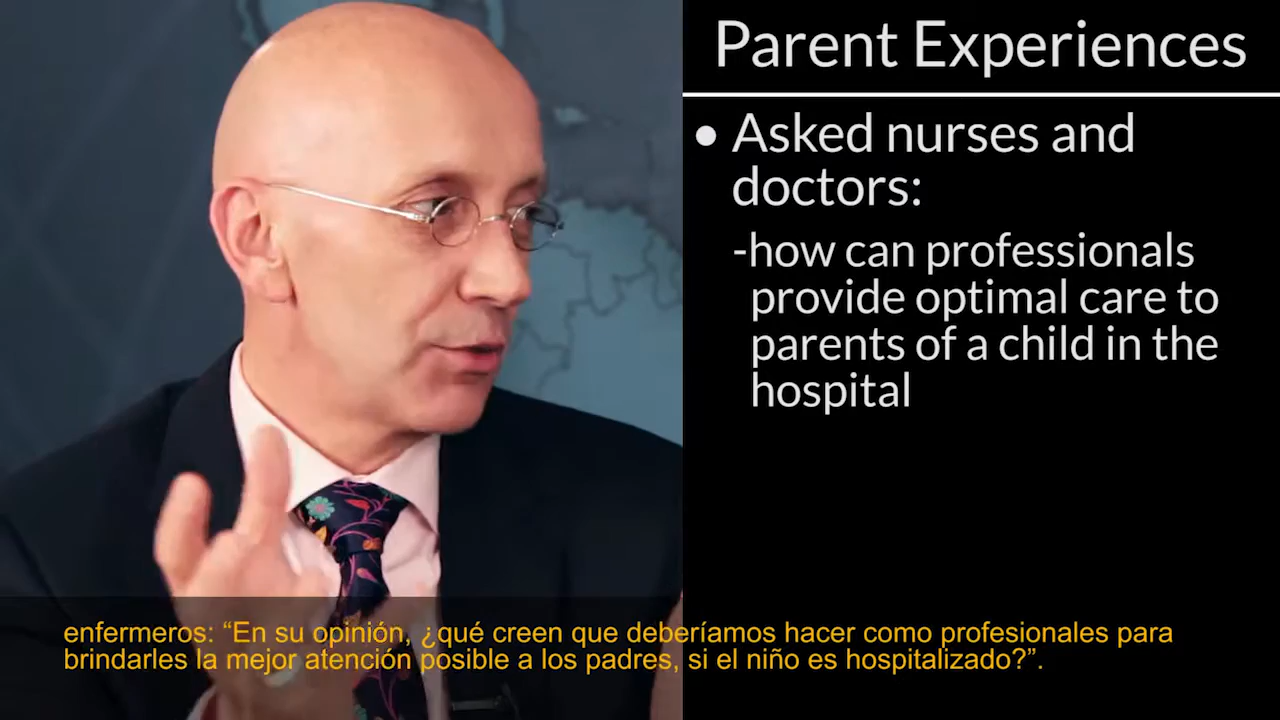 Parent Experiences
• Asked nurses and
doctors:
-how can professionals
provide optimal care to
parents of a child in the
hospital
enfermeros: “En su opinión, ¿qué creen que deberíamos hacer como profesionales para
brindarles la mejor atención posible a los padres, si el niño es hospitalizado?”.